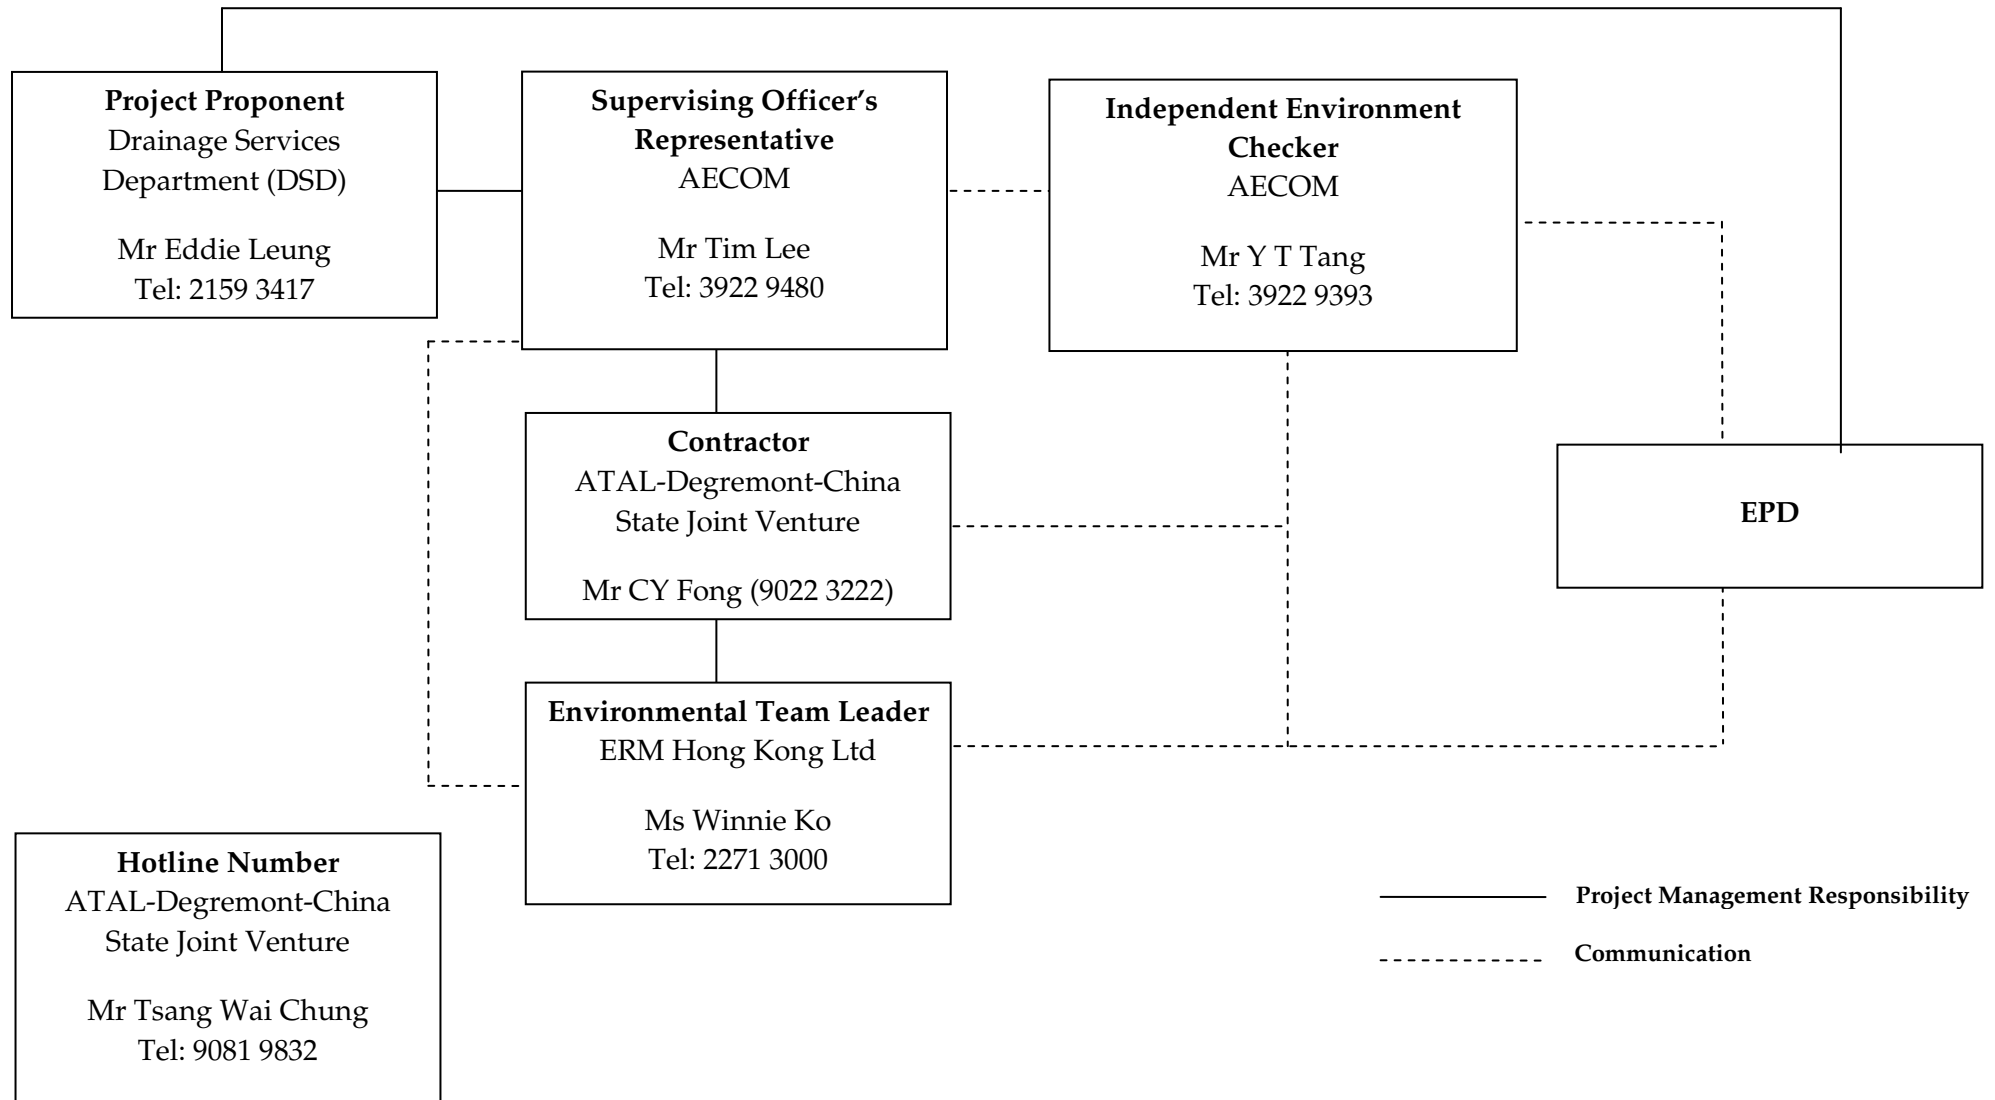 Project Proponent
Drainage Services
Department (DSD)
Mr Eddie Leung
Tel: 2159 3417
Supervising Officer’s
Representative
AECOM
Mr Tim Lee
Tel: 3922 9480
Independent Environment
Checker
AECOM
Mr Y T Tang
Tel: 3922 9393
Contractor
ATAL-Degremont-China
State Joint Venture
Mr CY Fong (9022 3222)
EPD
Environmental Team Leader
ERM Hong Kong Ltd
Ms Winnie Ko
Tel: 2271 3000
Hotline Number
ATAL-Degremont-China
State Joint Venture
Mr Tsang Wai Chung
Tel: 9081 9832
Project Management Responsibility
Communication